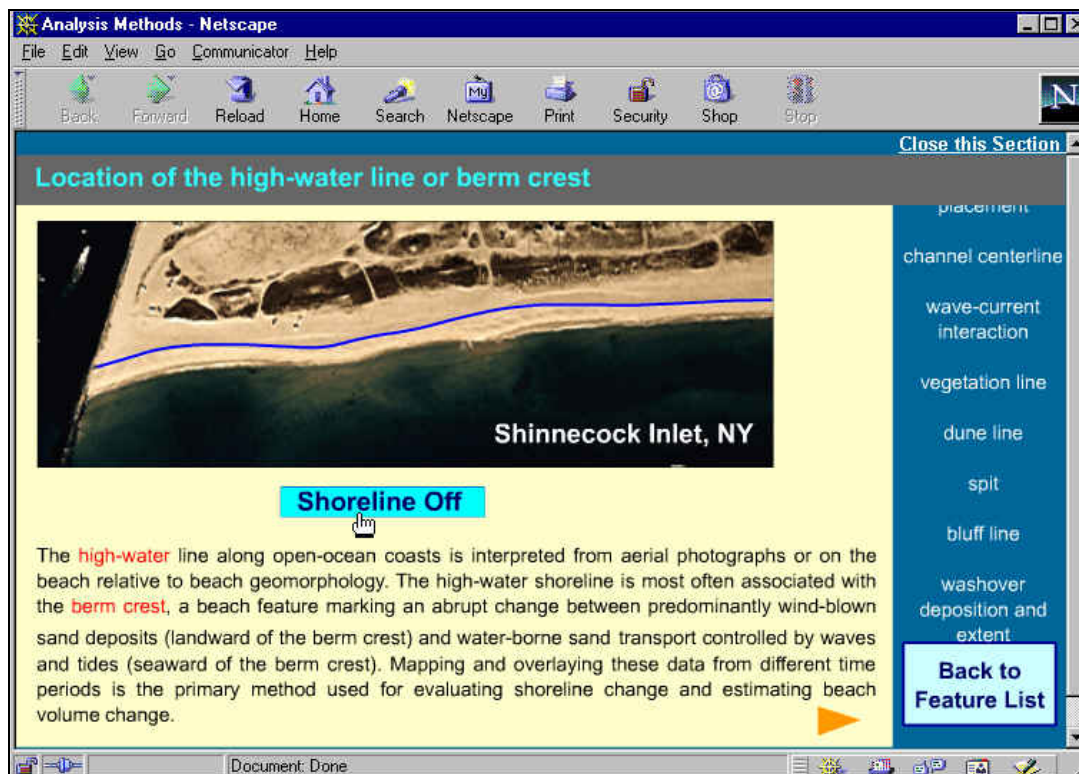 Analysis Methods - Netscape
File Edit View Go Communicator Help
Back Forward Reload Home Search Netscape Print Security Shop Stop
My
N
Close this Section
Location of the high-water line or berm crest
placement
channel centerline
wave-current
interaction
vegetation line
dune line
spit
bluff line
washover
deposition and
extent
Back to
Feature List
Shinnecock Inlet, NY
Shoreline Off
The high-water line along open-ocean coasts is interpreted from aerial photographs or on the
beach relative to beach geomorphology. The high-water shoreline is most often associated with
the berm crest, a beach feature marking an abrupt change between predominantly wind-blown
sand deposits (landward of the berm crest) and water-borne sand transport controlled by waves
and tides (seaward of the berm crest). Mapping and overlaying these data from different time
periods is the primary method used for evaluating shoreline change and estimating beach
volume change.
Document: Done